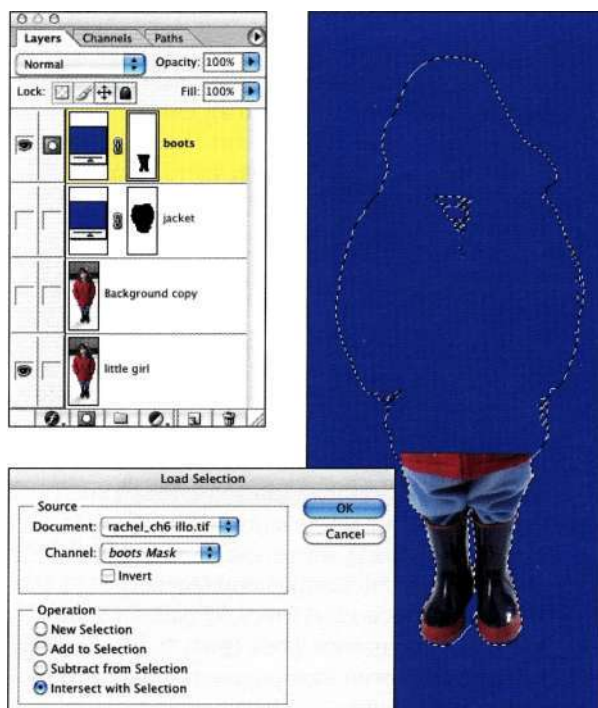 Layers Channels Paths
Normal Opacity: 100%
Lock: Fill: 100%
boots
jacket
Background copy
little girl
Load Selection
Source
Document: rachel_ch6 illo.tif
Channel: boots Mask
Invert
OK
Cancel
Operation
New Selection
Add to Selection
Subtract from Selection
Intersect with Selection